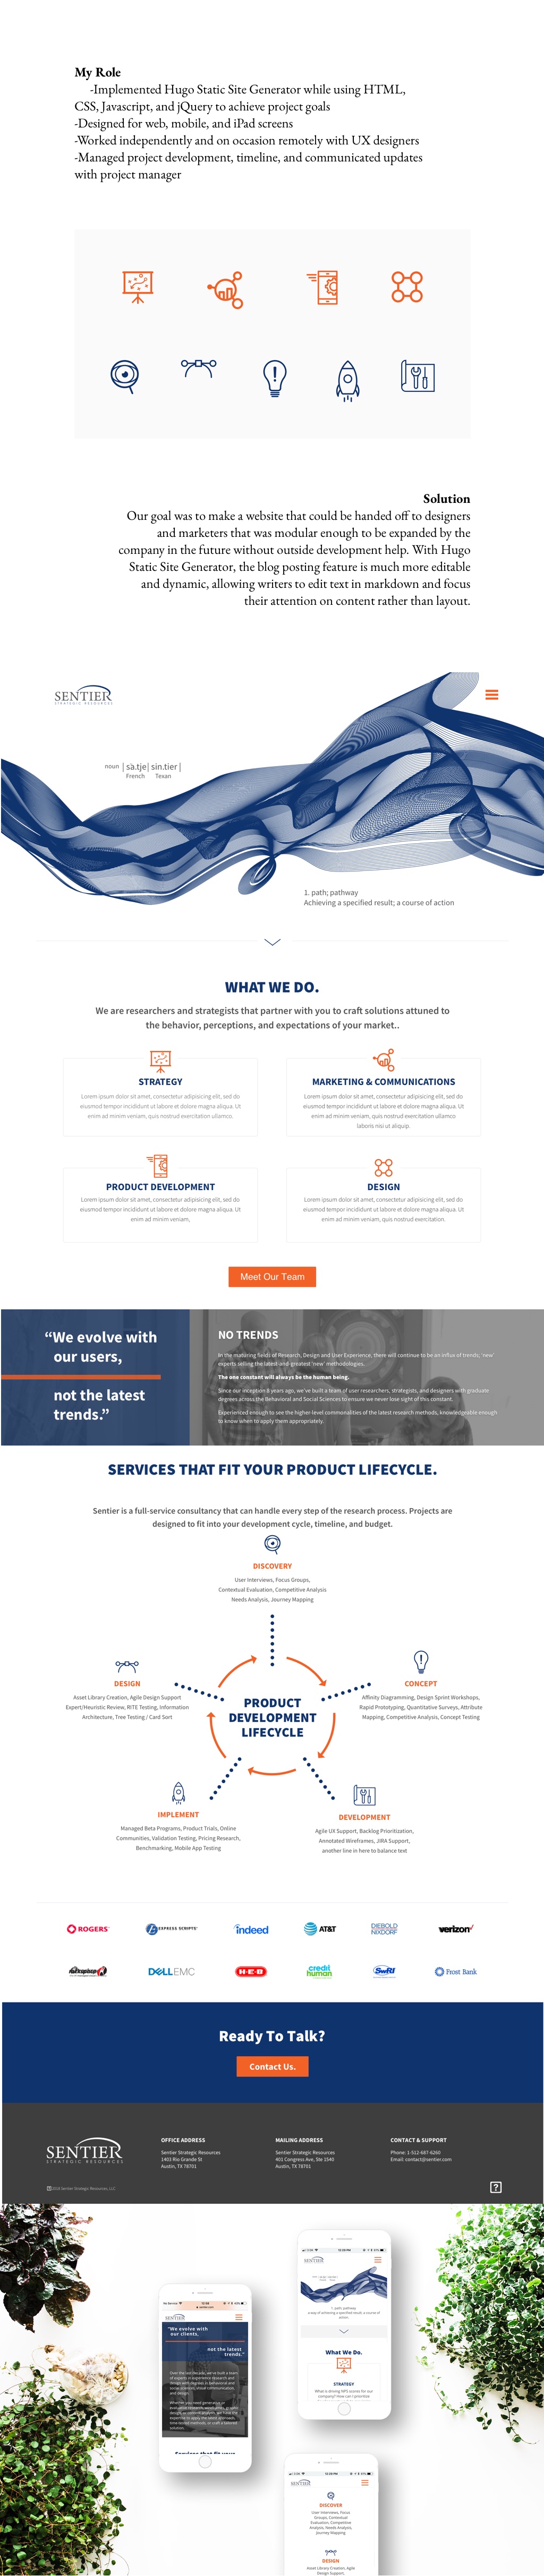 My Role
-Implemented Hugo Static Site Generator while using HTML,
CSS, Javascript, and jQuery to achieve project goals
-Designed for web, mobile, and iPad screens
-Worked independently and on occasion remotely with UX designers
-Managed project development, timeline, and communicated updates
with project manager
Solution
Our goal was to make a website that could be handed off to designers
and marketers that was modular enough to be expanded by the
company in the future without outside development help. With Hugo
Static Site Generator, the blog posting feature is much more editable
and dynamic, allowing writers to edit text in markdown and focus
their attention on content rather than layout.
SENTIER
STRATEGIC RESOURCES
noun | sa.tje| sin.tier |
French Texan
1. path; pathway
Achieving a specified result; a course of action
WHAT WE DO.
We are researchers and strategists that partner with you to craft solutions attuned to
the behavior, perceptions, and expectations of your market..
STRATEGY
Lorem ipsum dolor sit amet, consectetur adipisicing elit, sed do
eiusmod tempor incididunt ut labore et dolore magna aliqua. Ut
enim ad minim veniam, quis nostrud exercitation ullamco.
MARKETING & COMMUNICATIONS
Lorem ipsum dolor sit amet, consectetur adipisicing elit, sed do
eiusmod tempor incididunt ut labore et dolore magna aliqua. Ut
enim ad minim veniam, quis nostrud exercitation ullamco
laboris nisi ut aliquip.
PRODUCT DEVELOPMENT
Lorem ipsum dolor sit amet, consectetur adipisicing elit, sed do
eiusmod tempor incididunt ut labore et dolore magna aliqua. Ut
enim ad minim veniam,
DESIGN
Lorem ipsum dolor sit amet, consectetur adipisicing elit, sed do
eiusmod tempor incididunt ut labore et dolore magna aliqua. Ut
enim ad minim veniam, quis nostrud exercitation
Meet Our Team
“We evolve with
our users,
not the latest
trends.”
NO TRENDS
In the maturing fields of Research, Design and User Experience, there will continue to be an influx of trends; 'new'
experts selling the latest-and-greatest 'new' methodologies.
The one constant will always be the human being.
Since our inception 8 years ago, we've built a team of user researchers, strategists, and designers with graduate
degrees across the Behavioral and Social Sciences to ensure we never lose sight of this constant.
Experienced enough to see the higher-level commonalities of the latest research methods, knowledgeable enough
to know when to apply them appropriately.
SERVICES THAT FIT YOUR PRODUCT LIFECYCLE.
Sentier is a full-service consultancy that can handle every step of the research process. Projects are
designed to fit into your development cycle, timeline, and budget.
DISCOVERY
User Interviews, Focus Groups,
Contextual Evaluation, Competitive Analysis
Needs Analysis, Journey Mapping
DESIGN
Asset Library Creation, Agile Design Support
Expert/Heuristic Review, RITE Testing, Information
Architecture, Tree Testing / Card Sort
CONCEPT
Affinity Diagramming, Design Sprint Workshops,
Rapid Prototyping, Quantitative Surveys, Attribute
Mapping, Competitive Analysis, Concept Testing
PRODUCT
DEVELOPMENT
LIFECYCLE
IMPLEMENT
Managed Beta Programs, Product Trials, Online
Communities, Validation Testing, Pricing Research,
Benchmarking, Mobile App Testing
DEVELOPMENT
Agile UX Support, Backlog Prioritization,
Annotated Wireframes, JIRA Support,
another line in here to balance text
ROGERS
EXPRESS SCRIPTS
indeed
AT&T
DIEBOLD
NIXDORF
verizon
DELL EMC
H-E-B
credit
human
SwRI
Frost Bank
Ready To Talk?
Contact Us.
SENTIER
STRATEGIC RESOURCES
OFFICE ADDRESS
Sentier Strategic Resources
1403 Rio Grande St
Austin, TX 78701
MAILING ADDRESS
Sentier Strategic Resources
401 Congress Ave, Ste 1540
Austin, TX 78701
CONTACT & SUPPORT
Phone: 1-512-687-6260
Email: contact@sentier.com
2018 Sentier Strategic Resources, LLC
SENTIER
1. path; pathway
What We Do.
STRATEGY
SENTIER
"We evolve with
our clients,
not the latest
trends."
SENTIER
DISCOVER
User Interviews, Focus
Groups, Contextual
Evaluation, Competitive
Analysis, Needs Analysis,
Journey Mapping
DESIGN
Asset Library Creation, Agile
Design Support,